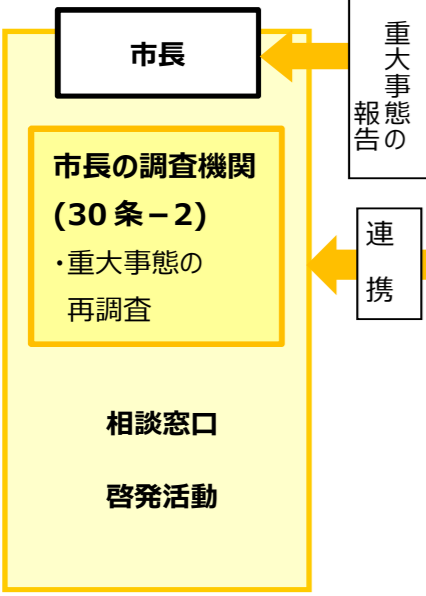 市長
重大事態の
報告
市長の調査機関
(30条－2)
・重大事態の
再調査
連
携
相談窓口
啓発活動